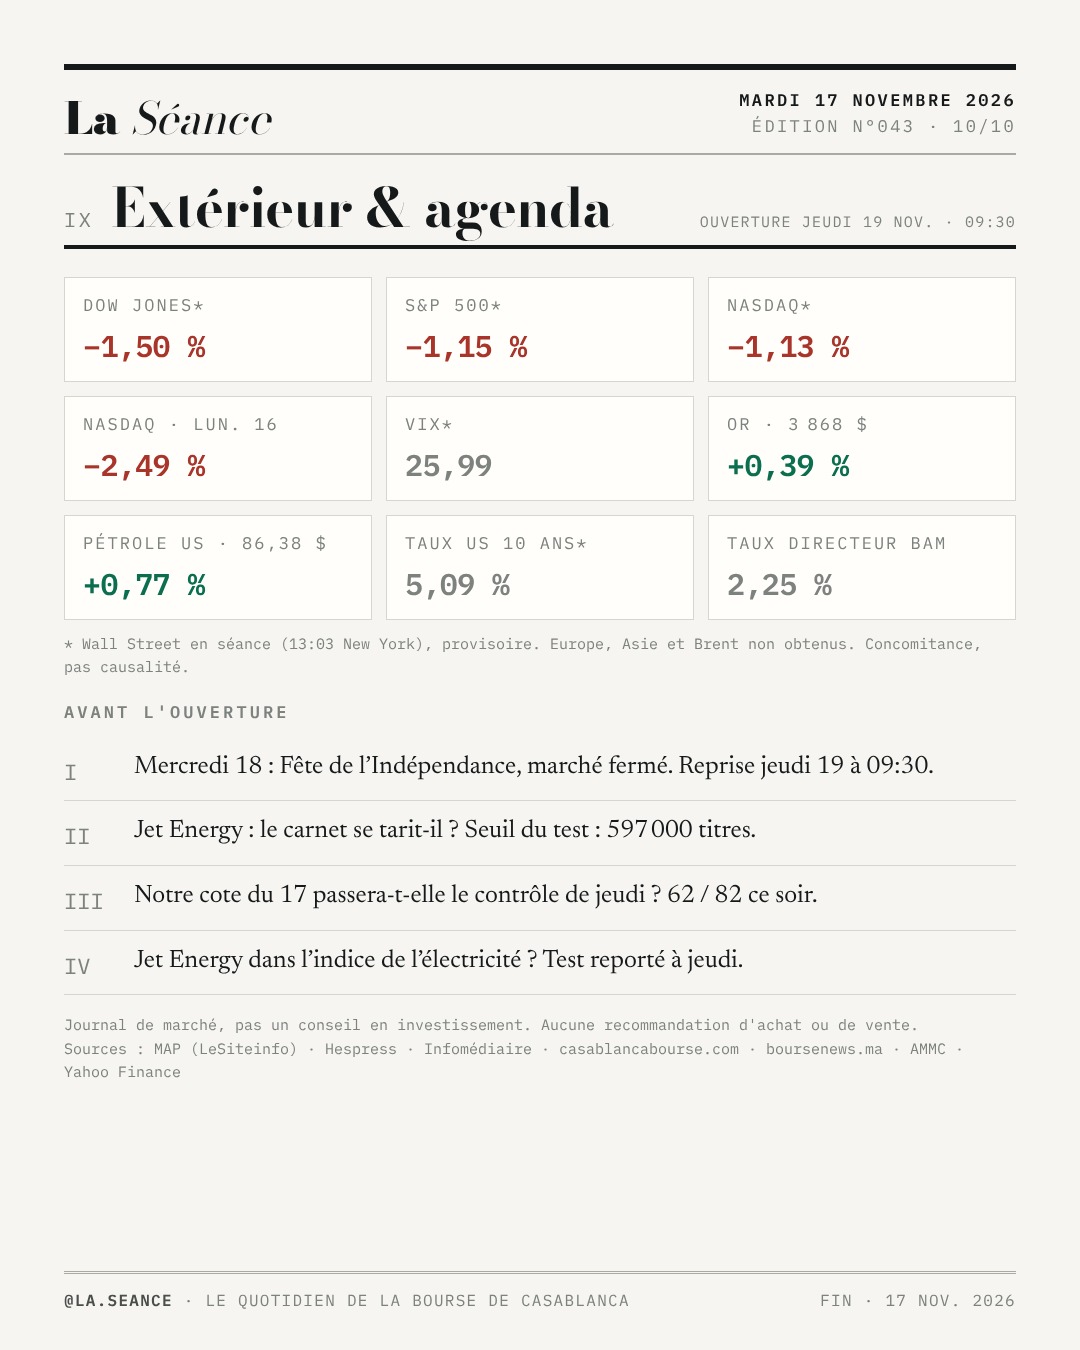 La Séance
MARDI 17 NOVEMBRE 2026
ÉDITION N°043 · 10/10
IX Extérieur & agenda
OUVERTURE JEUDI 19 NOV. · 09:30
DOW JONES*
−1,50 %
S&P 500*
−1,15 %
NASDAQ*
−1,13 %
NASDAQ · LUN. 16
−2,49 %
VIX*
25,99
OR · 3 868 $
+0,39 %
PÉTROLE US · 86,38 $
+0,77 %
TAUX US 10 ANS*
5,09 %
TAUX DIRECTEUR BAM
2,25 %
* Wall Street en séance (13:03 New York), provisoire. Europe, Asie et Brent non obtenus. Concomitance,
pas causalité.
AVANT L'OUVERTURE
I Mercredi 18 : Fête de l’Indépendance, marché fermé. Reprise jeudi 19 à 09:30.
II Jet Energy : le carnet se tarit-il ? Seuil du test : 597 000 titres.
III Notre cote du 17 passera-t-elle le contrôle de jeudi ? 62 / 82 ce soir.
IV Jet Energy dans l’indice de l’électricité ? Test reporté à jeudi.
Journal de marché, pas un conseil en investissement. Aucune recommandation d'achat ou de vente.
Sources : MAP (LeSiteinfo) · Hespress · Infomédiaire · casablancabourse.com · boursenews.ma · AMMC ·
Yahoo Finance
@LA.SEANCE · LE QUOTIDIEN DE LA BOURSE DE CASABLANCA
FIN · 17 NOV. 2026